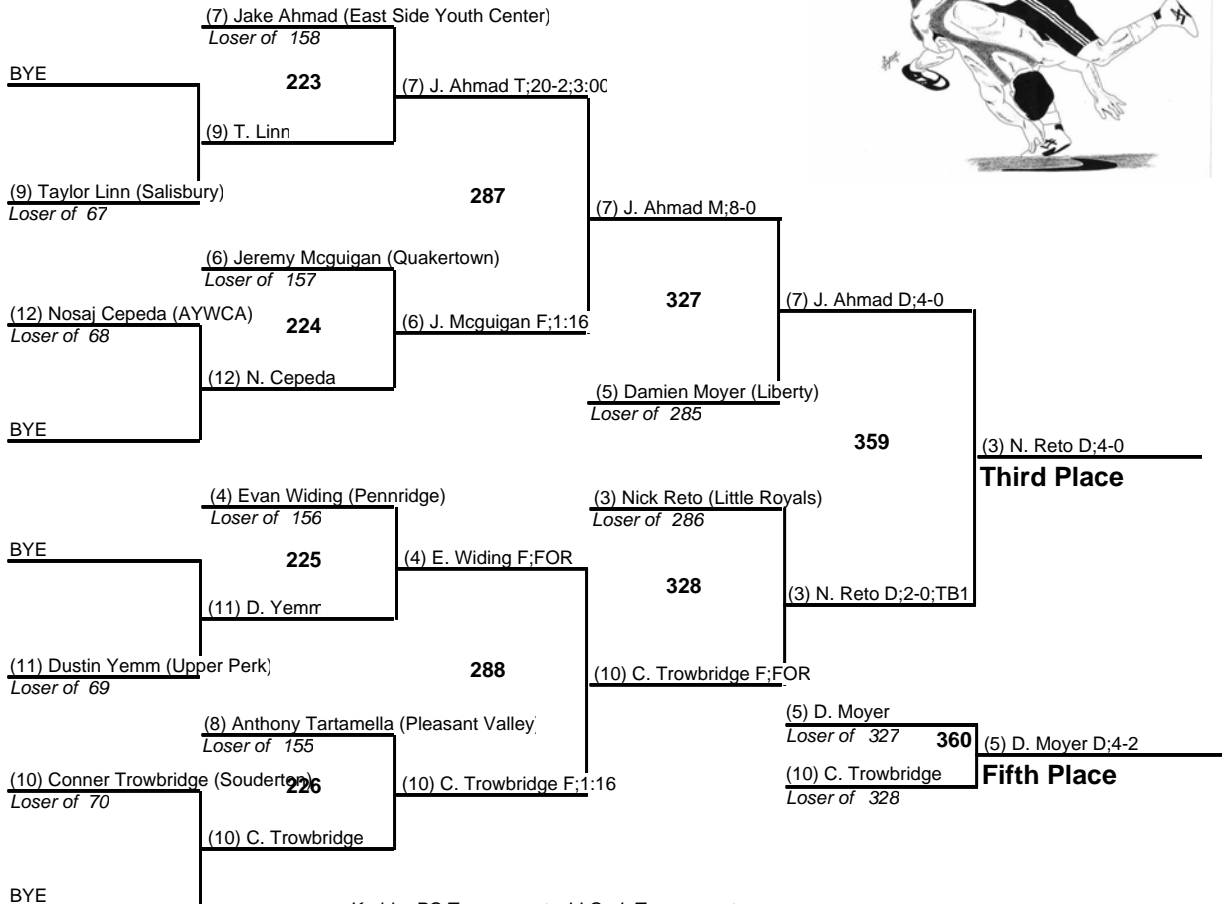 (7) Jake Ahmad (East Side Youth Center)
Loser of 158
BYE
223
(7) J. Ahmad T;20-2;3:00
(9) T. Linn
(9) Taylor Linn (Salisbury)
Loser of 67
287
(7) J. Ahmad M;8-0
(6) Jeremy Mcguigan (Quakertown)
Loser of 157
(12) Nosaj Cepeda (AYWCA)
Loser of 68
224
(6) J. Mcguigan F;1:16
327
(7) J. Ahmad D;4-0
(12) N. Cepeda
(5) Damien Moyer (Liberty)
Loser of 285
BYE
359
(3) N. Reto D;4-0
Third Place
(4) Evan Widing (Pennridge)
Loser of 156
(3) Nick Reto (Little Royals)
Loser of 286
BYE
225
(4) E. Widing F;FOR
328
(3) N. Reto D;2-0;TB1
(11) D. Yemm
(11) Dustin Yemm (Upper Perk)
Loser of 69
288
(10) C. Trowbridge F;FOR
(8) Anthony Tartamella (Pleasant Valley)
Loser of 155
(5) D. Moyer
Loser of 327
360
(5) D. Moyer D;4-2
Fifth Place
(10) Conner Trowbridge (Souderton)
Loser of 70
226
(10) C. Trowbridge F;1:16
(10) C. Trowbridge
Loser of 328
(10) C. Trowbridge
BYE